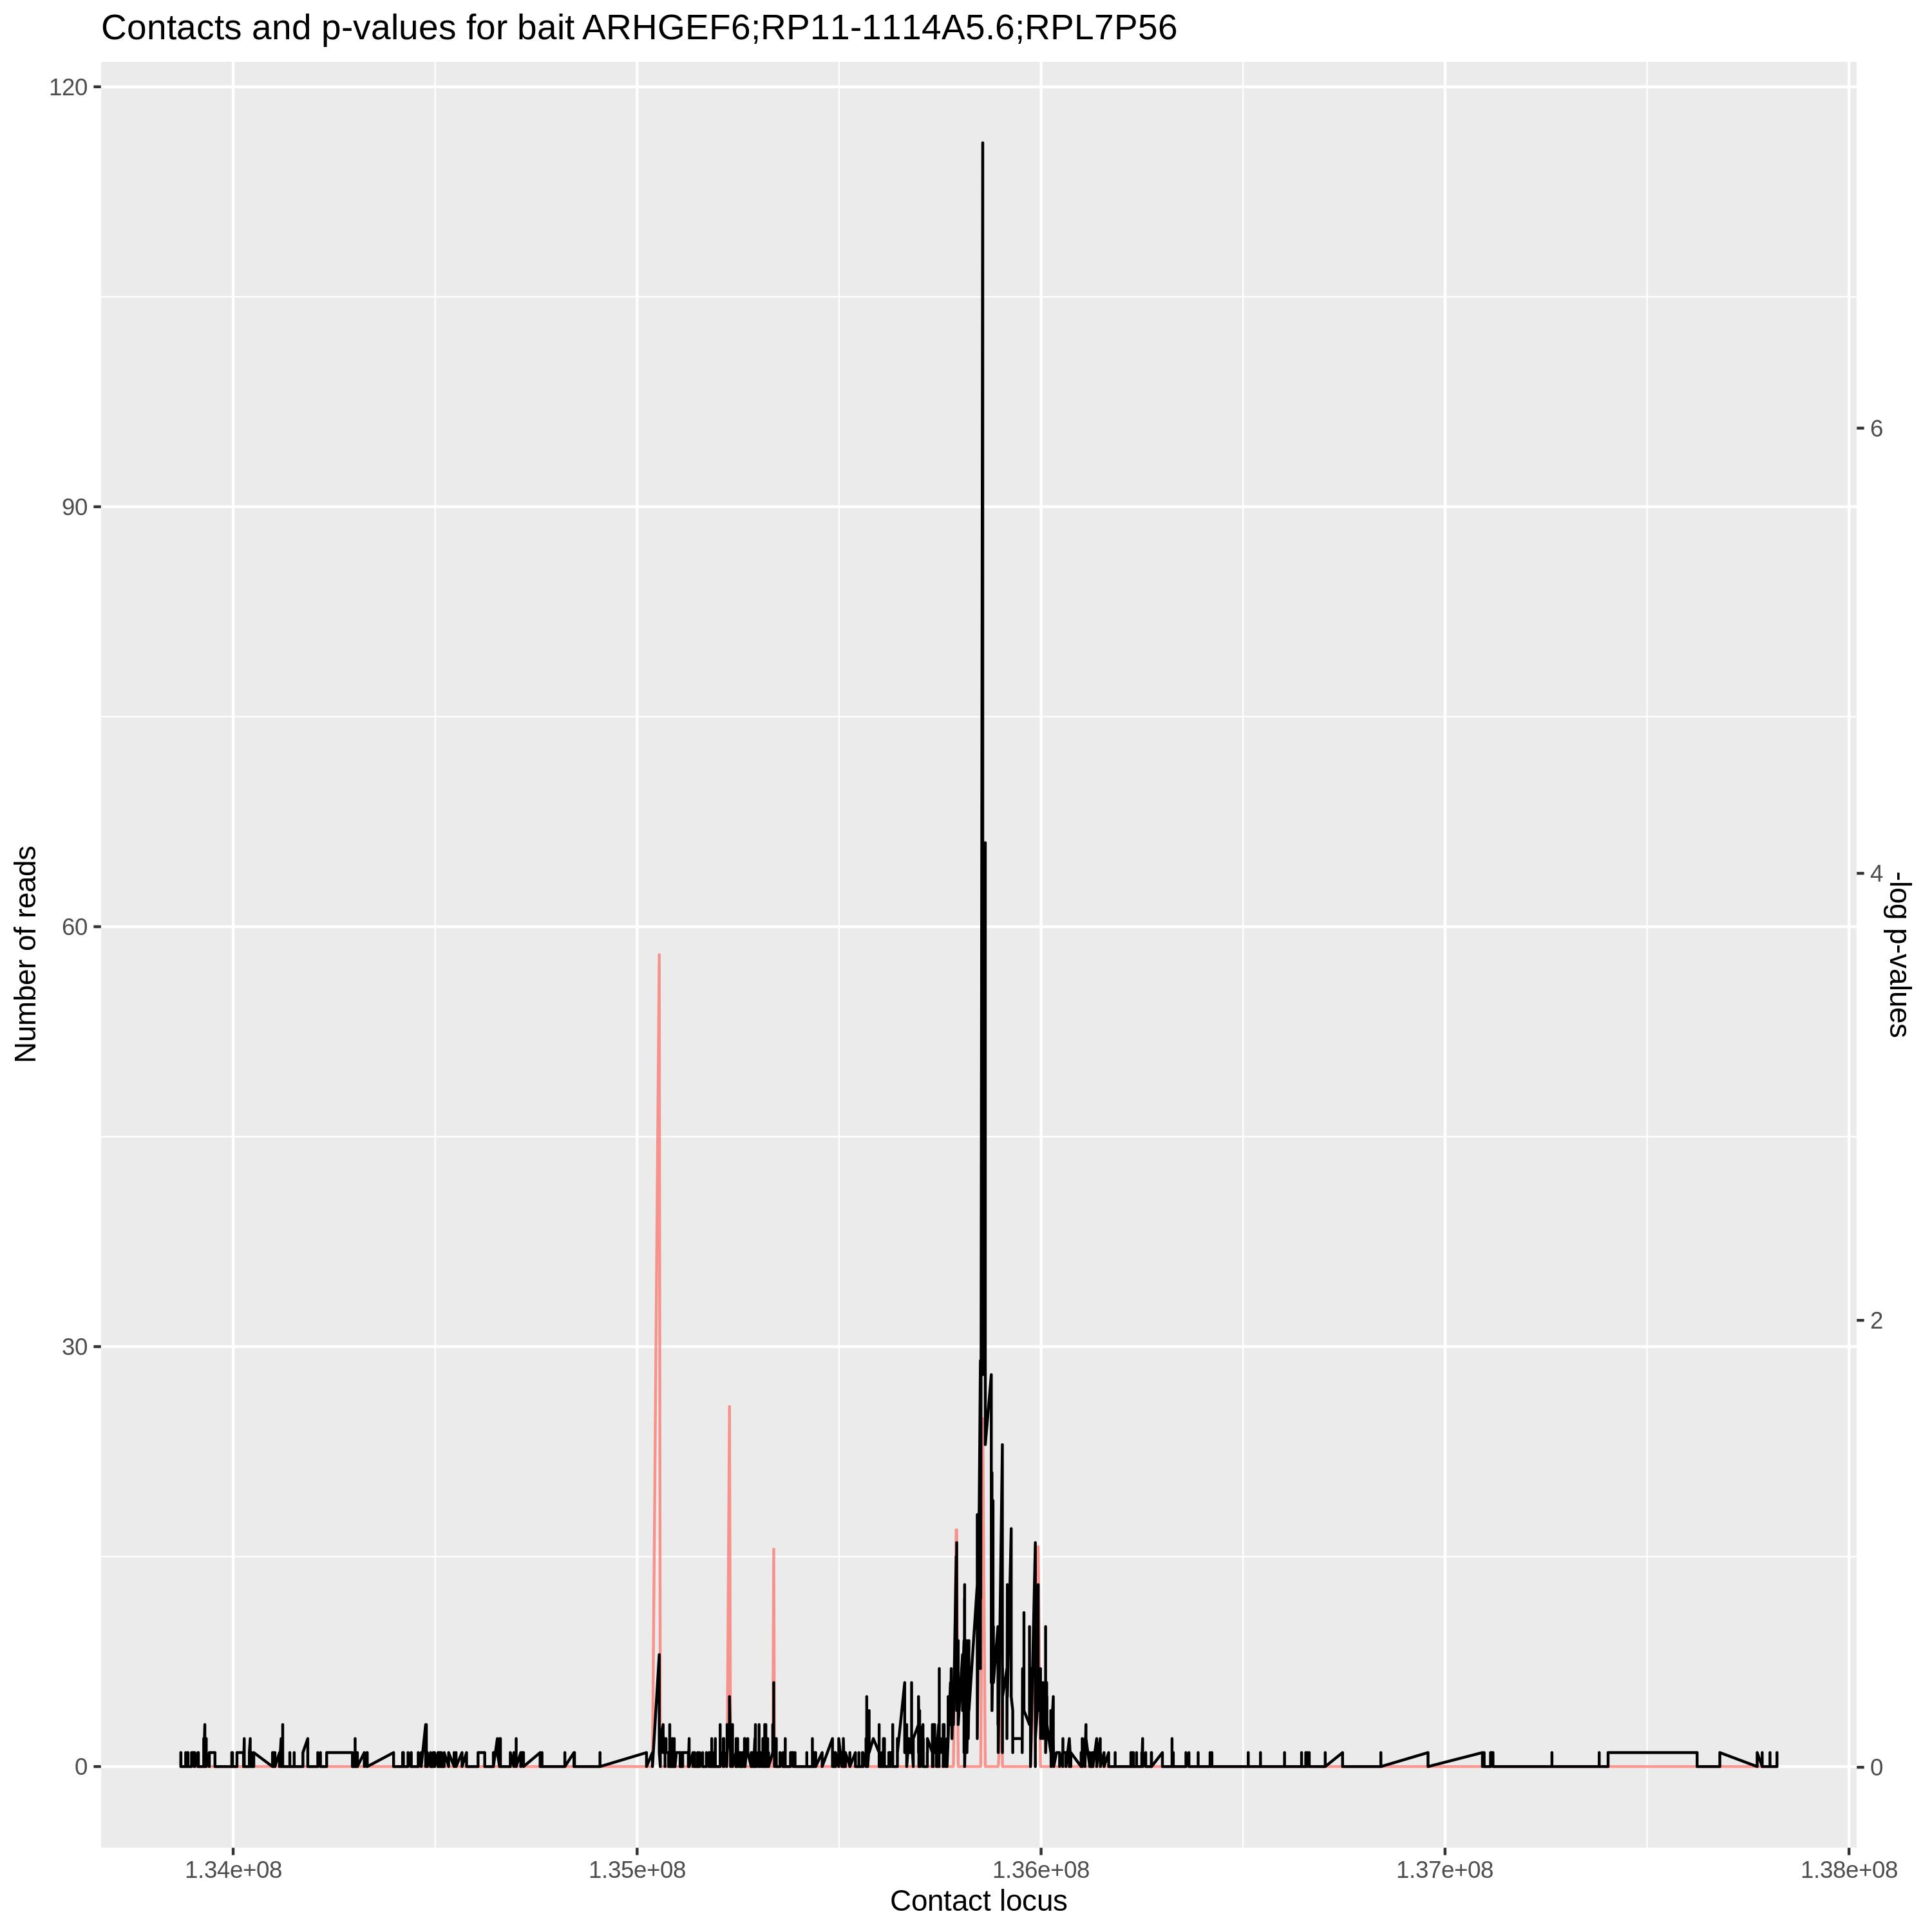 Contacts and p-values for bait ARHGEF6;RP11-1114A5.6;RPL7P56
120
90
60
30
0
Number of reads
6
4
2
0
-log p-values
1.34e+08
1.35e+08
1.36e+08
1.37e+08
1.38e+08
Contact locus